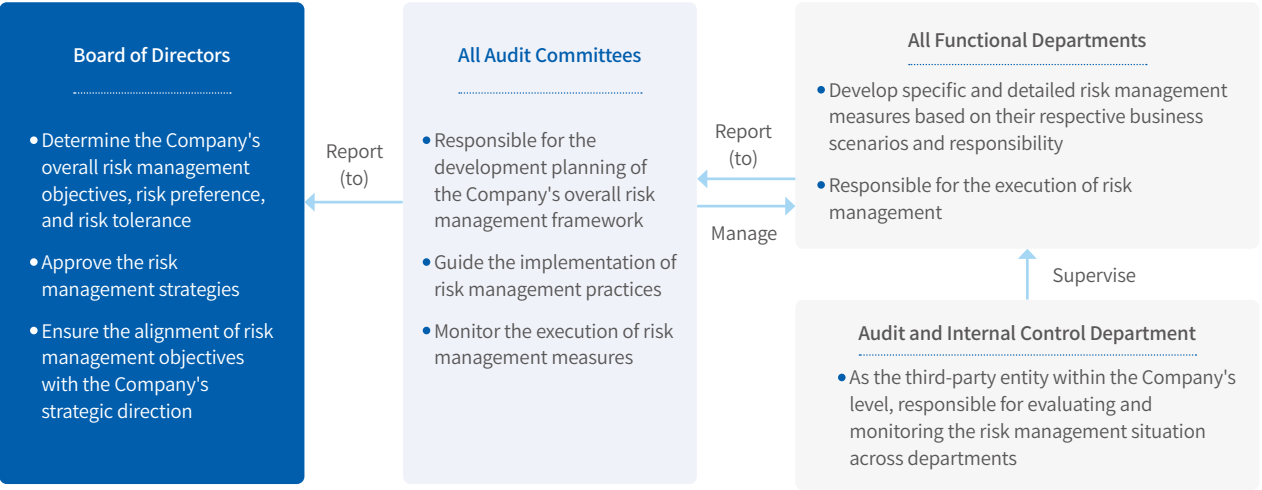 Board of Directors
• Determine the Company's
overall risk management
objectives, risk preference,
and risk tolerance
• Approve the risk
management strategies
• Ensure the alignment of risk
management objectives
with the Company's
strategic direction
Report
(to)
All Audit Committees
• Responsible for the
development planning of
the Company's overall risk
management framework
• Guide the implementation of
risk management practices
• Monitor the execution of risk
management measures
Report
(to)
Manage
All Functional Departments
• Develop specific and detailed risk management
measures based on their respective business
scenarios and responsibility
• Responsible for the execution of risk
management
Supervise
Audit and Internal Control Department
• As the third-party entity within the Company's
level, responsible for evaluating and
monitoring the risk management situation
across departments